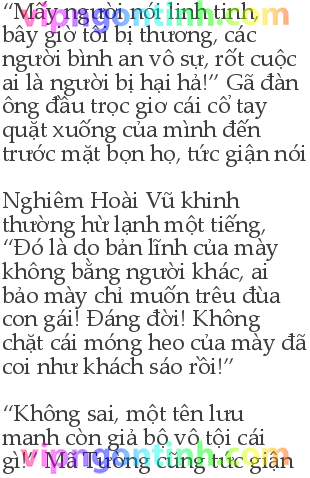 “Mấy người nói linh tinh
vipngontinh.com
bây giờ tôi bị thương, các
người bình an vô sự, rốt cuộc
ai là người bị hại hả!” Gã đàn
ông đầu trọc giơ cái cổ tay
quặt xuống của mình đến
trước mặt bọn họ, tức giận nói
Nghiêm Hoài Vũ khinh
thường hừ lạnh một tiếng,
“Đó là do bản lĩnh của mày
không bằng người khác, ai
bảo mày chỉ muốn trêu đùa
con gái! Đáng đời! Không
chặt cái móng heo của mày đã
coi như khách sáo rồi!”
“Không sai, một tên lưu
manh còn giả bộ vô tội cái
gì!” Mã Tường cũng tức giận
vipngontinh.com